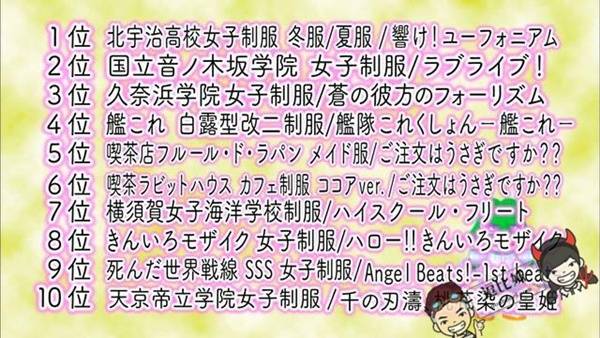 1位 北宇治高校女子制服 冬服/夏服/響け!ユーフォニアム
2位 国立音ノ木坂学院 女子制服/ラブライブ!
3位 久奈浜学院女子制服/蒼の彼方のフォーリズム
4位 艦これ 白露型改二制服/艦隊これくしょんー艦これー
5位 喫茶店フルール・ド・ラパン メイド服/ご注文はうさぎですか??
6位 喫茶ラビットハウス カフェ制服 ココアver./ご注文はうさぎですか??
7位 横須賀女子海洋学校制服/ハイスクール・フリート
8位 きんいろモザイク 女子制服/ハロー!!きんいろモザイク
9位 死んだ世界戦線 SSS 女子制服/Angel Beats!-1st beat
10位 天京帝立学院女子制服/千の刃濤、染の皇姫